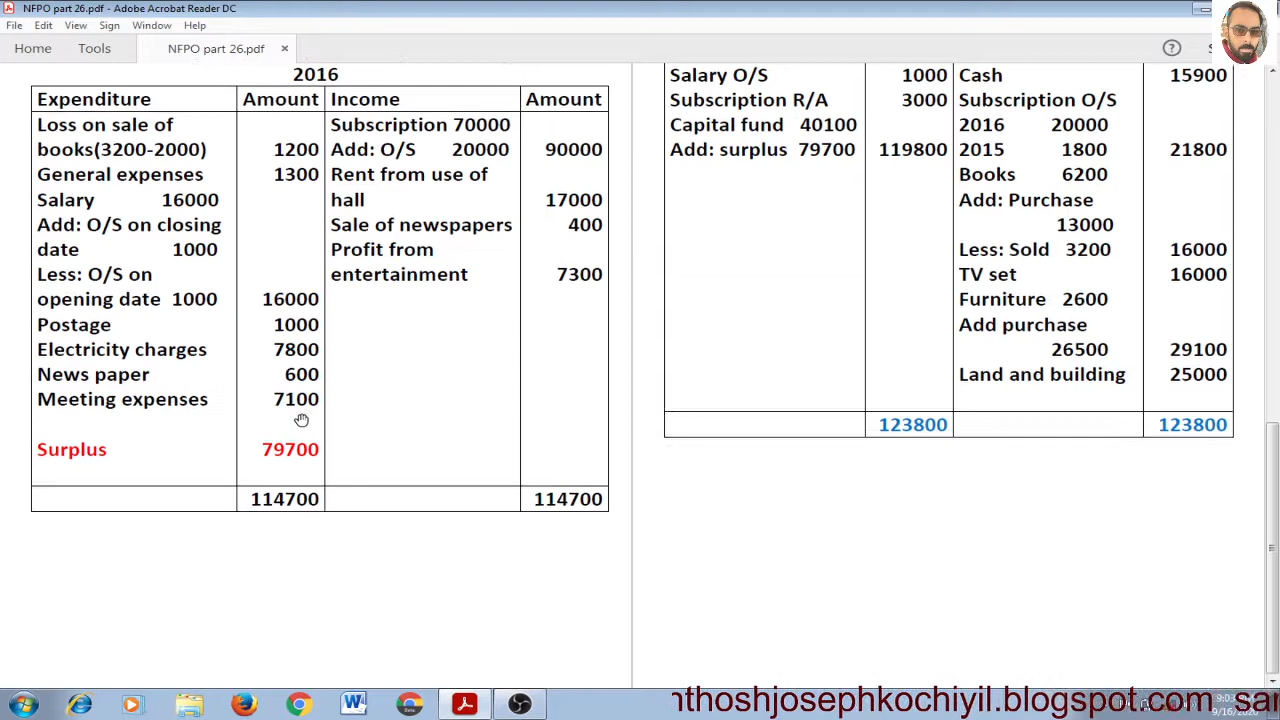 NFPO part 26.pdf - Adobe Acrobat Reader DC
File Edit View Sign Window Help
Home Tools NFPO part 26.pdf ×
2016
Expenditure Amount Income Amount
Loss on sale of Subscription 70000
books(3200-2000) 1200 Add: O/S 20000 90000
General expenses 1300 Rent from use of
Salary 16000 hall 17000
Add: O/S on closing Sale of newspapers 400
date 1000 Profit from
Less: O/S on entertainment 7300
opening date 1000 16000
Postage 1000
Electricity charges 7800
News paper 600
Meeting expenses 7100
Surplus 79700
114700 114700
Salary O/S 1000 Cash 15900
Subscription R/A 3000 Subscription O/S
Capital fund 40100 2016 20000
Add: surplus 79700 119800 2015 1800 21800
Books 6200
Add: Purchase
13000
Less: Sold 3200 16000
TV set 16000
Furniture 2600
Add purchase
26500 29100
Land and building 25000
123800 123800
nthoshjosephkochiyil.blogspot.com san